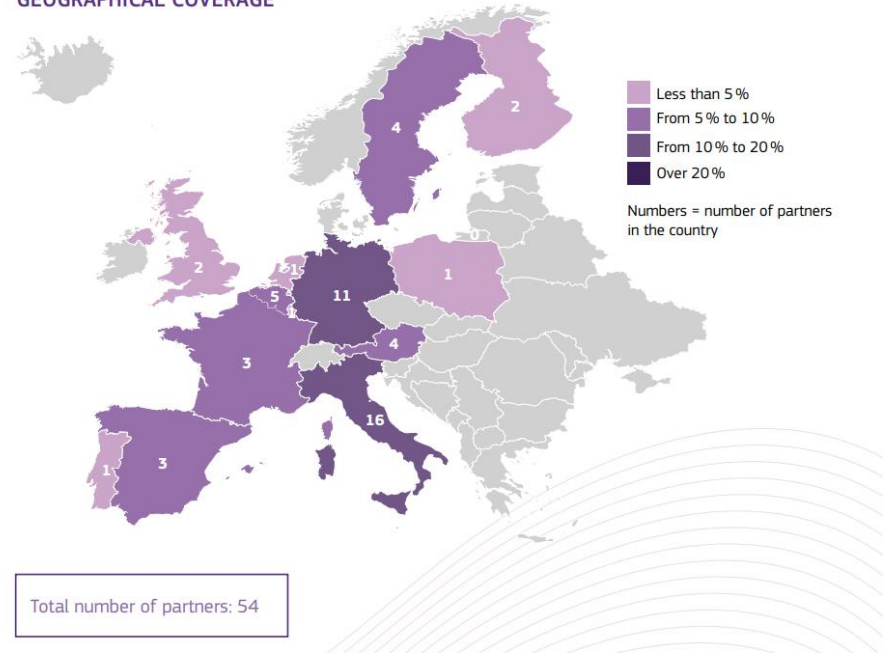 GEOGRAPHICAL COVERAGE
2
4
Less than 5 %
From 5 % to 10 %
From 10 % to 20 %
Over 20 %
Numbers = number of partners
in the country
0
2
1
1
5
11
1
4
3
16
1
3
Total number of partners: 54